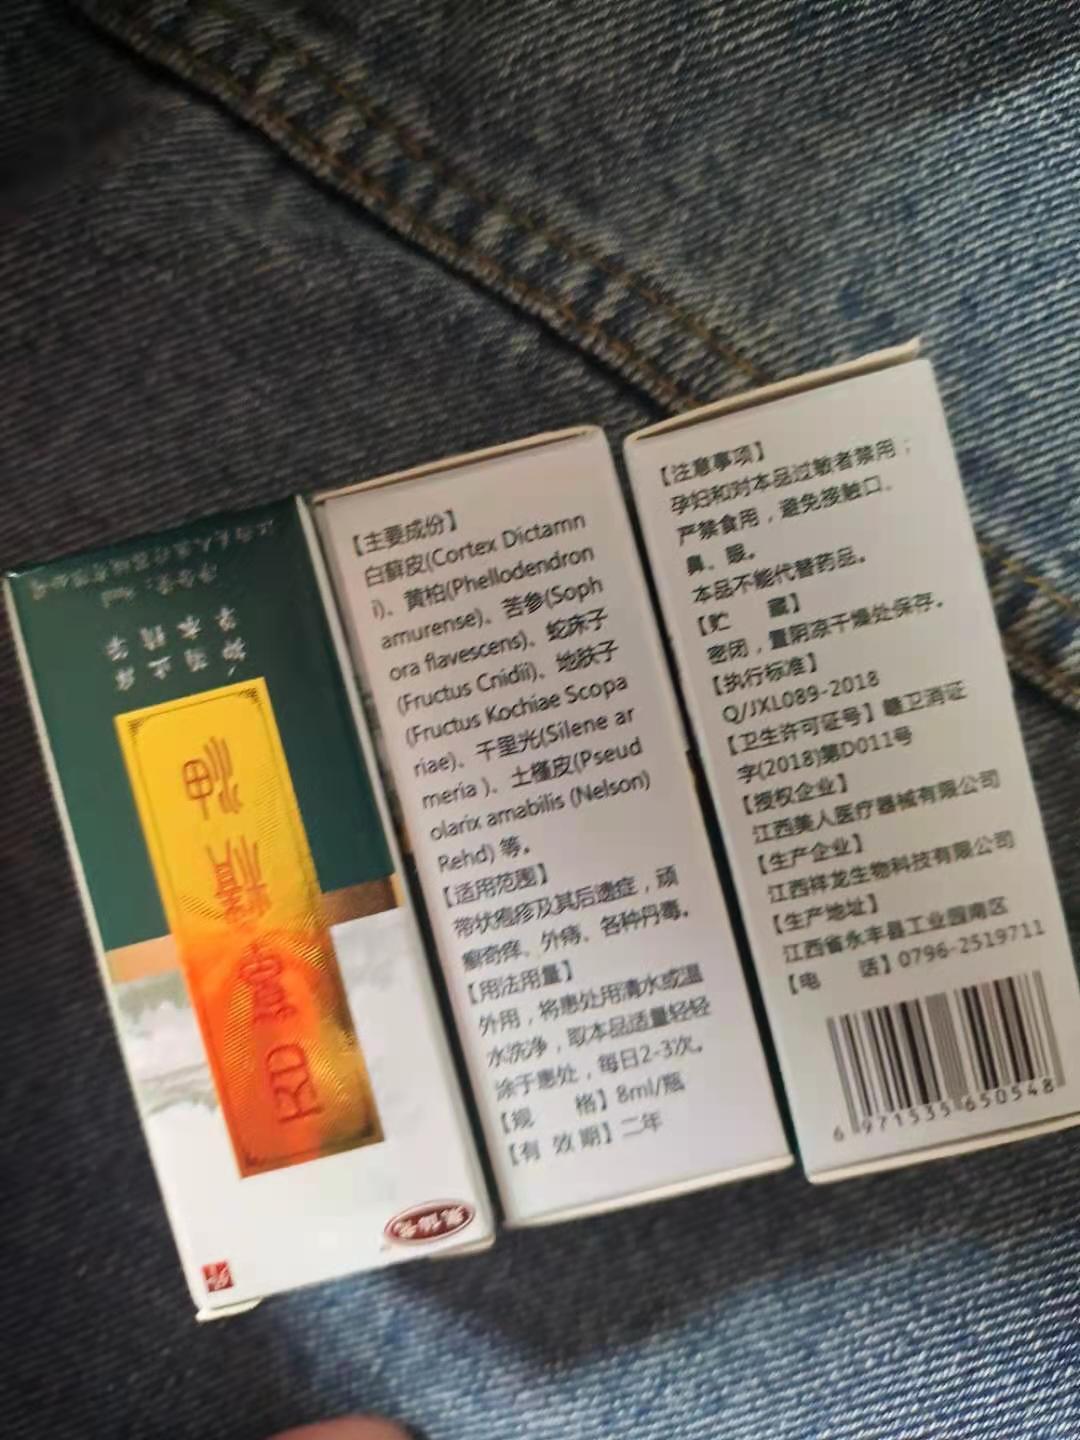 【主要成份】
白藓皮(Cortex Dictamn
i)、黄柏(Phellodendron
amurense)、苦参(Soph
ora flavescens)、蛇床子
(Fructus Cnidii)、地肤子
(Fructus Kochiae Scopa
riae)、千里光(Silene ar
meria )、土槿皮(Pseud
olarix amabilis (Nelson)
Rehd) 等。
【适用范围】
带状疱疹及其后遗症，顽
癣奇痒、外痔、各种丹毒。
【用法用量】
外用，将患处用清水或温
水洗净，取本品适量轻轻
涂于患处，每日2-3次。
【规 格】8ml/瓶
【有 效 期】二年
【注意事项】
孕妇和对本品过敏者禁用；
严禁食用，避免接触口、
鼻、眼。
本品不能代替药品。
【贮 藏】
密闭，置阴凉干燥处保存。
【执行标准】
Q/JXL089-2018
【卫生许可证号】赣卫消证
字(2018)第D011号
【授权企业】
江西美人医疗器械有限公司
【生产企业】
江西祥龙生物科技有限公司
【生产地址】
江西省永丰县工业园南区
【电 话】0796-2519711
6 971535 650548